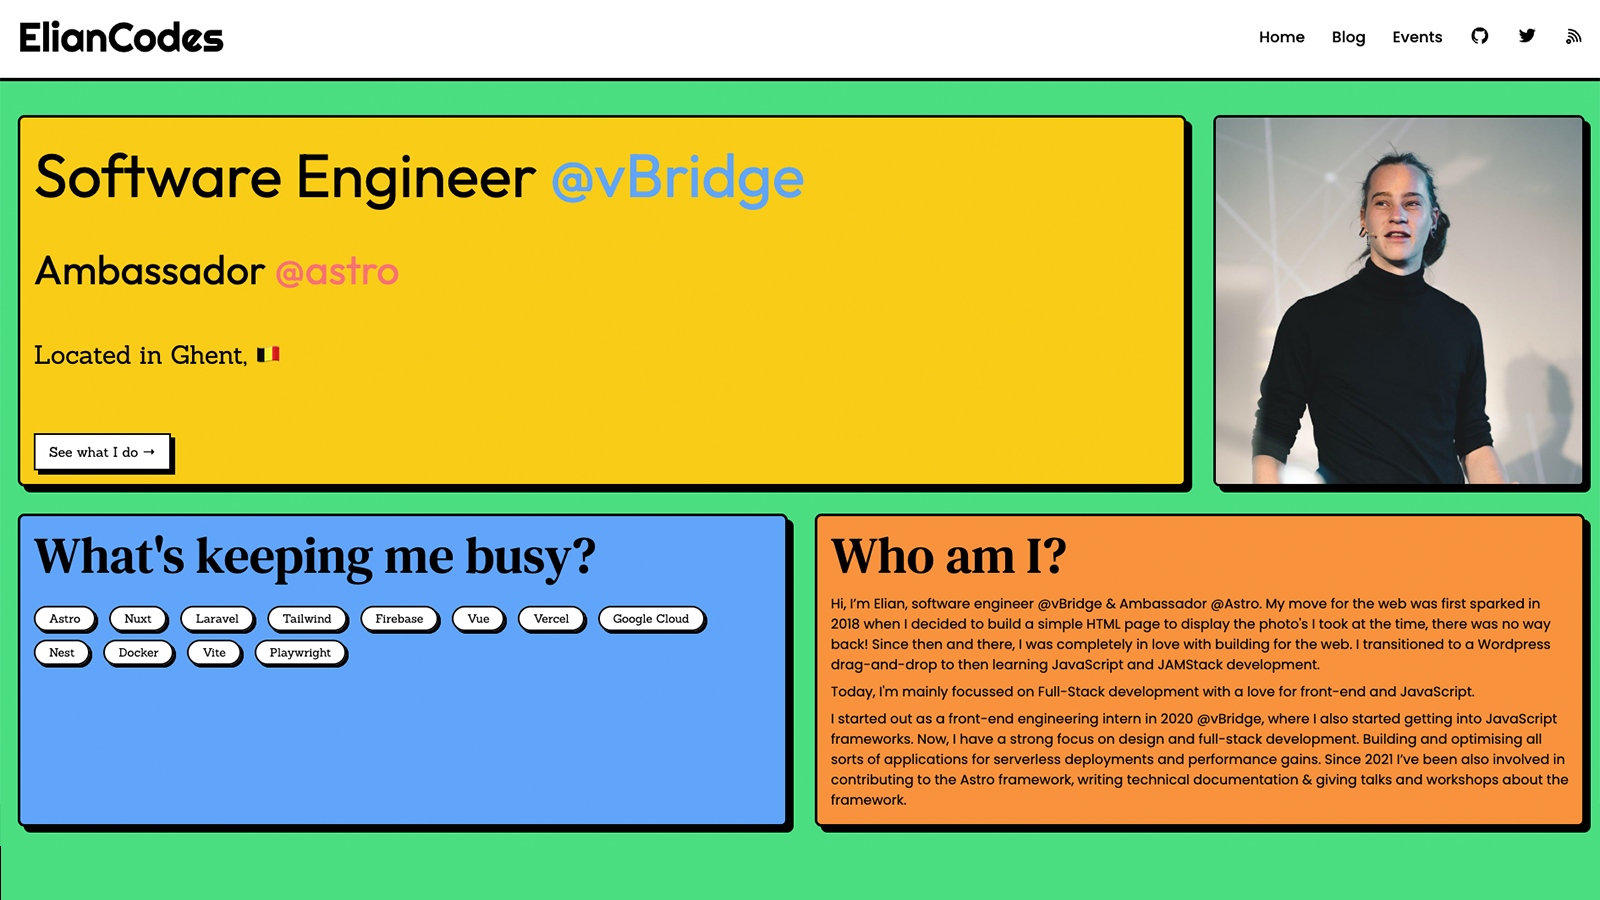 ElianCodes
Home Blog Events
Software Engineer @vBridge
Ambassador @astro
Located in Ghent, 🇧🇪
See what I do →
What's keeping me busy?
Astro Nuxt Laravel Tailwind Firebase Vue Vercel Google Cloud
Nest Docker Vite Playwright
Who am I?
Hi, I’m Elian, software engineer @vBridge & Ambassador @Astro. My move for the web was first sparked in
2018 when I decided to build a simple HTML page to display the photo's I took at the time, there was no way
back! Since then and there, I was completely in love with building for the web. I transitioned to a Wordpress
drag-and-drop to then learning JavaScript and JAMStack development.
Today, I'm mainly focussed on Full-Stack development with a love for front-end and JavaScript.
I started out as a front-end engineering intern in 2020 @vBridge, where I also started getting into JavaScript
frameworks. Now, I have a strong focus on design and full-stack development. Building and optimising all
sorts of applications for serverless deployments and performance gains. Since 2021 I’ve been also involved in
contributing to the Astro framework, writing technical documentation & giving talks and workshops about the
framework.